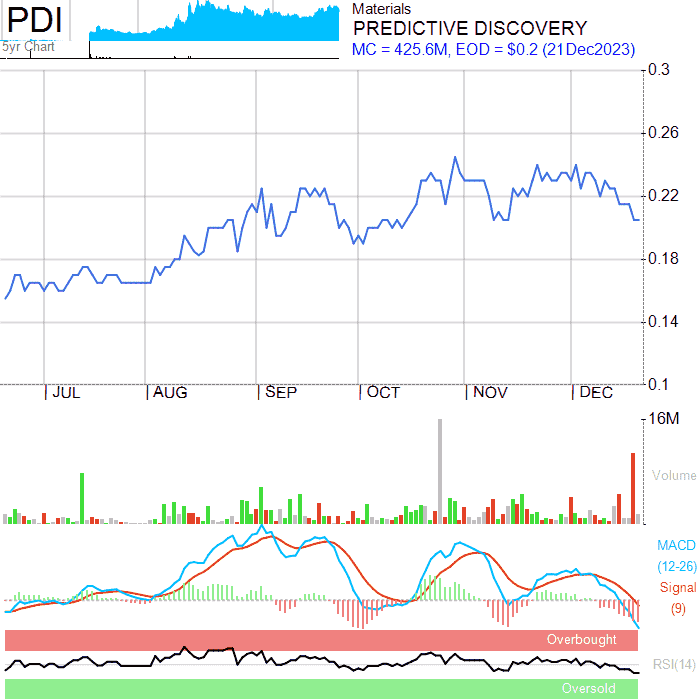 PDI
5yr Chart
Materials
PREDICTIVE DISCOVERY
MC = 425.6M, EOD = $0.2 (21Dec2023)
0.3
0.26
0.22
0.18
0.14
0.1
JUL AUG SEP OCT NOV DEC
16M
Volume
MACD
(12-26)
Signal
(9)
Overbought
RSI(14)
Oversold